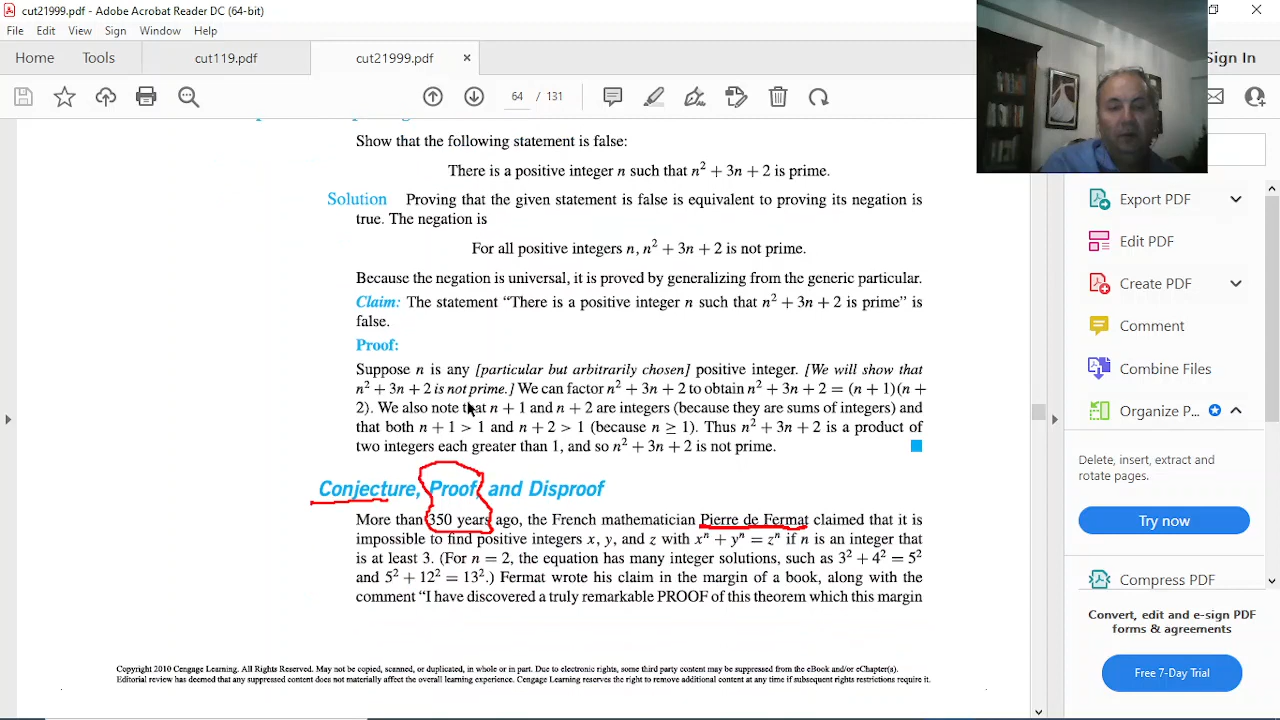 cut21999.pdf - Adobe Acrobat Reader DC (64-bit)
File Edit View Sign Window Help
Home Tools cut119.pdf cut21999.pdf × Sign In
64 / 131
Show that the following statement is false:
There is a positive integer n such that n² + 3n + 2 is prime.
Solution Proving that the given statement is false is equivalent to proving its negation is
true. The negation is
For all positive integers n, n² + 3n + 2 is not prime.
Because the negation is universal, it is proved by generalizing from the generic particular.
Claim: The statement “There is a positive integer n such that n² + 3n + 2 is prime” is
false.
Proof:
Suppose n is any [particular but arbitrarily chosen] positive integer. [We will show that
n² + 3n + 2 is not prime.] We can factor n² + 3n + 2 to obtain n² + 3n + 2 = (n + 1)(n +
2). We also note that n + 1 and n + 2 are integers (because they are sums of integers) and
that both n + 1 > 1 and n + 2 > 1 (because n ≥ 1). Thus n² + 3n + 2 is a product of
two integers each greater than 1, and so n² + 3n + 2 is not prime.
Conjecture, Proof, and Disproof
More than 350 years ago, the French mathematician Pierre de Fermat claimed that it is
impossible to find positive integers x, y, and z with xⁿ + yⁿ = zⁿ if n is an integer that
is at least 3. (For n = 2, the equation has many integer solutions, such as 3² + 4² = 5²
and 5² + 12² = 13².) Fermat wrote his claim in the margin of a book, along with the
comment “I have discovered a truly remarkable PROOF of this theorem which this margin
Copyright 2010 Cengage Learning. All Rights Reserved. May not be copied, scanned, or duplicated, in whole or in part. Due to electronic rights, some third party content may be suppressed from the eBook and/or eChapter(s).
Editorial review has deemed that any suppressed content does not materially affect the overall learning experience. Cengage Learning reserves the right to remove additional content at any time if subsequent rights restrictions require it.
Export PDF
Edit PDF
Create PDF
Comment
Combine Files
Organize P...
Delete, insert, extract and
rotate pages.
Try now
Compress PDF
Convert, edit and e-sign PDF
forms & agreements
Free 7-Day Trial